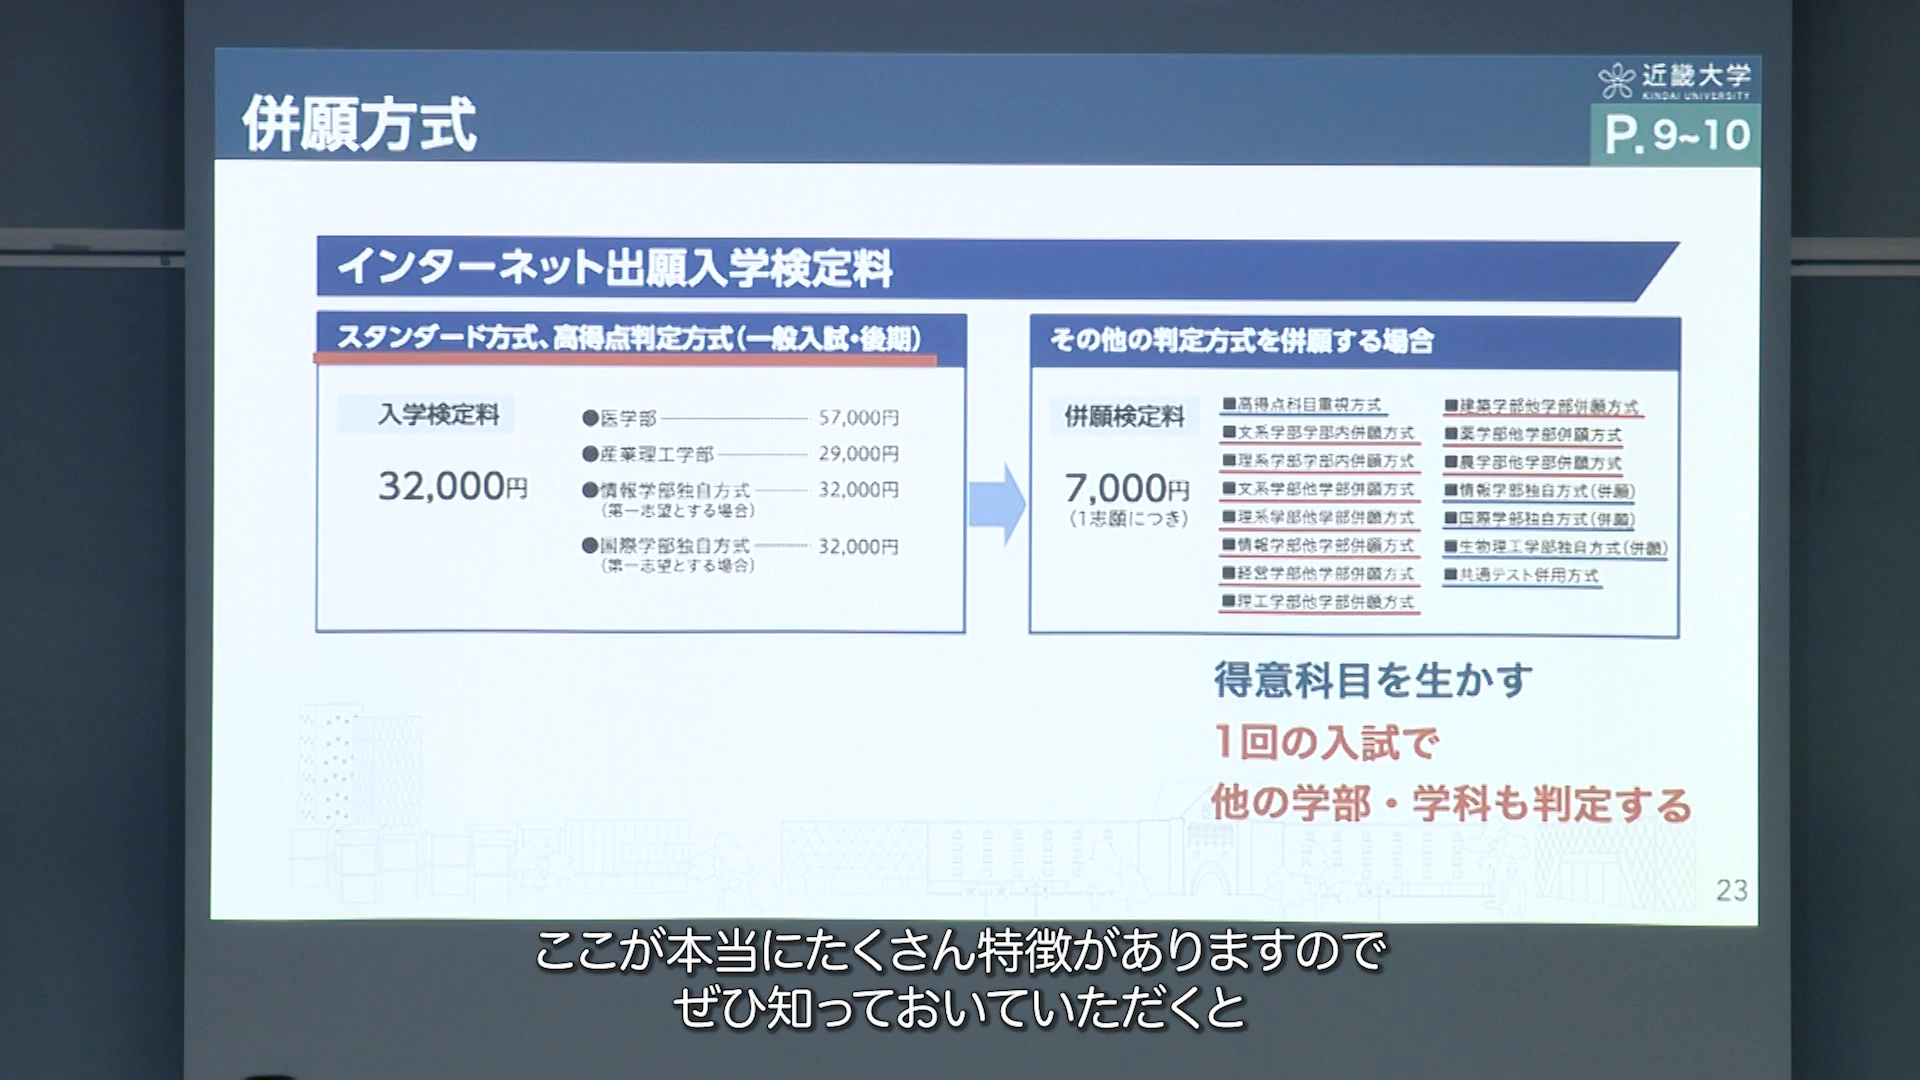 近畿大学
KINDAI UNIVERSITY
併願方式
P. 9~10
インターネット出願入学検定料
スタンダード方式、高得点判定方式(一般入試・後期)
入学検定料
32,000円
●医学部 57,000円
●産業理工学部 29,000円
●情報学部独自方式 32,000円
(第一志望とする場合)
●国際学部独自方式 32,000円
(第一志望とする場合)
その他の判定方式を併願する場合
併願検定料
7,000円
(1志願につき)
■高得点科目重視方式
■文系学部学部内併願方式
■理系学部学部内併願方式
■文系学部他学部併願方式
■理系学部他学部併願方式
■情報学部他学部併願方式
■経営学部他学部併願方式
■理工学部他学部併願方式
■建築学部他学部併願方式
■薬学部他学部併願方式
■農学部他学部併願方式
■情報学部独自方式(併願)
■国際学部独自方式(併願)
■生物理工学部独自方式(併願)
■共通テスト併用方式
得意科目を生かす
1回の入試で
他の学部・学科も判定する
23
ここが本当にたくさん特徴がありますので
ぜひ知っておいていただくと